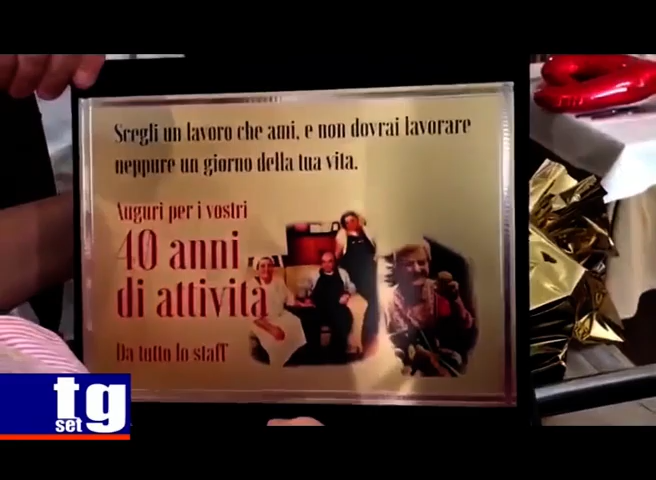 Scegli un lavoro che ami, e non dovrai lavorare
neppure un giorno della tua vita.
Auguri per i vostri
40 anni
di attività
Da tutto lo staff
tg
set